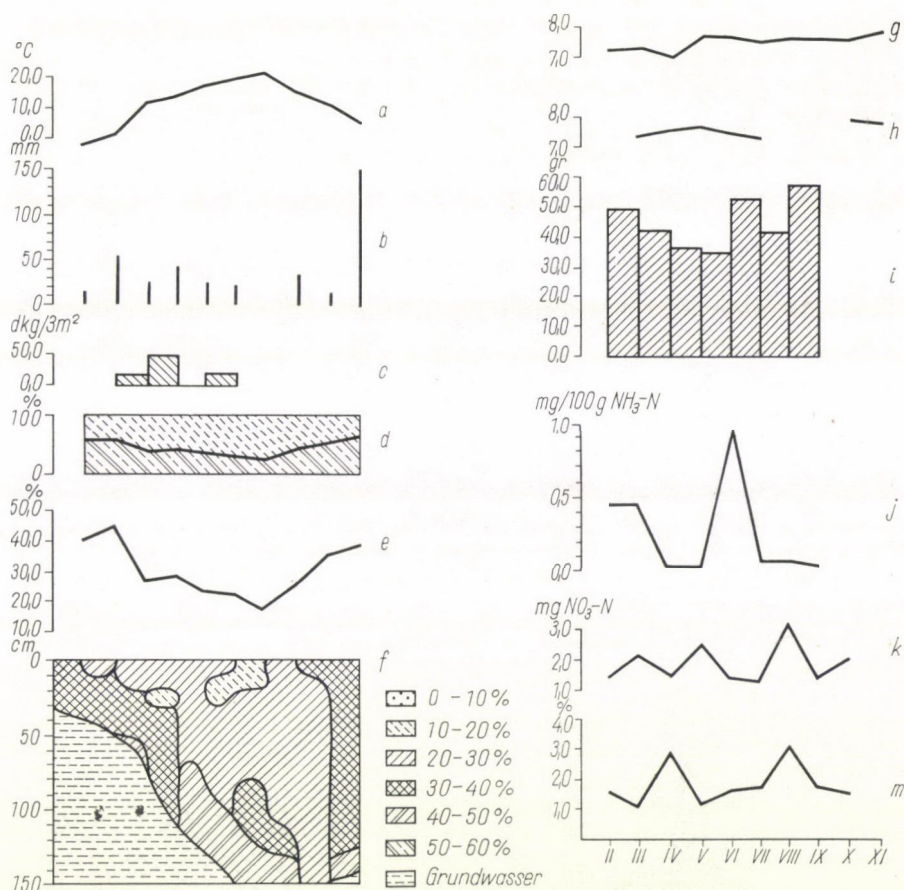 °C
20,0
10,0
0,0
a
mm
150
100
50
0
b
dkg/3m²
50,0
0,0
c
%
100
0
d
%
50,0
40,0
30,0
20,0
10,0
e
cm
0
50
100
150
f
0 – 10%
10–20%
20–30%
30–40%
40–50%
50–60%
Grundwasser
8,0
7,0
g
8,0
7,0
h
gr
60,0
50,0
40,0
30,0
20,0
10,0
0,0
i
mg/100 g NH₃-N
1,0
0,5
0,0
j
mg NO₃-N
3,0
2,0
1,0
k
%
4,0
3,0
2,0
1,0
m
II III IV V VI VII VIII IX X XI